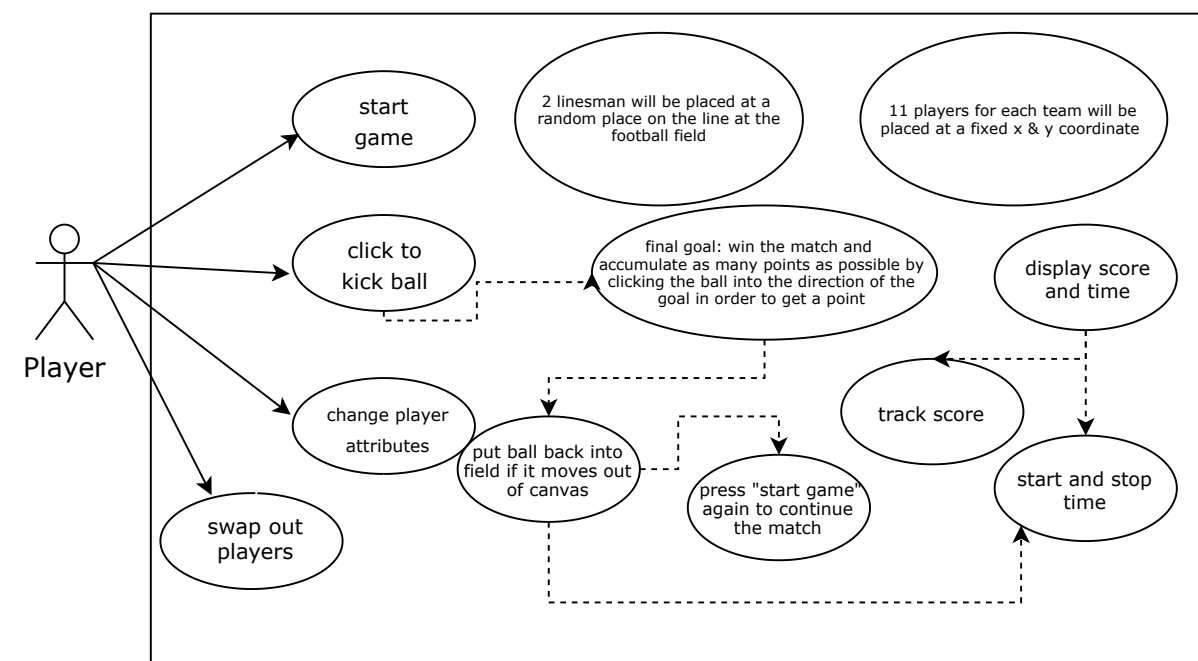 start
game
2 linesman will be placed at a
random place on the line at the
football field
11 players for each team will be
placed at a fixed x & y coordinate
click to
kick ball
final goal: win the match and
accumulate as many points as possible by
clicking the ball into the direction of the
goal in order to get a point
display score
and time
Player
change player
attributes
track score
put ball back into
field if it moves out
of canvas
press "start game"
again to continue
the match
start and stop
time
swap out
players